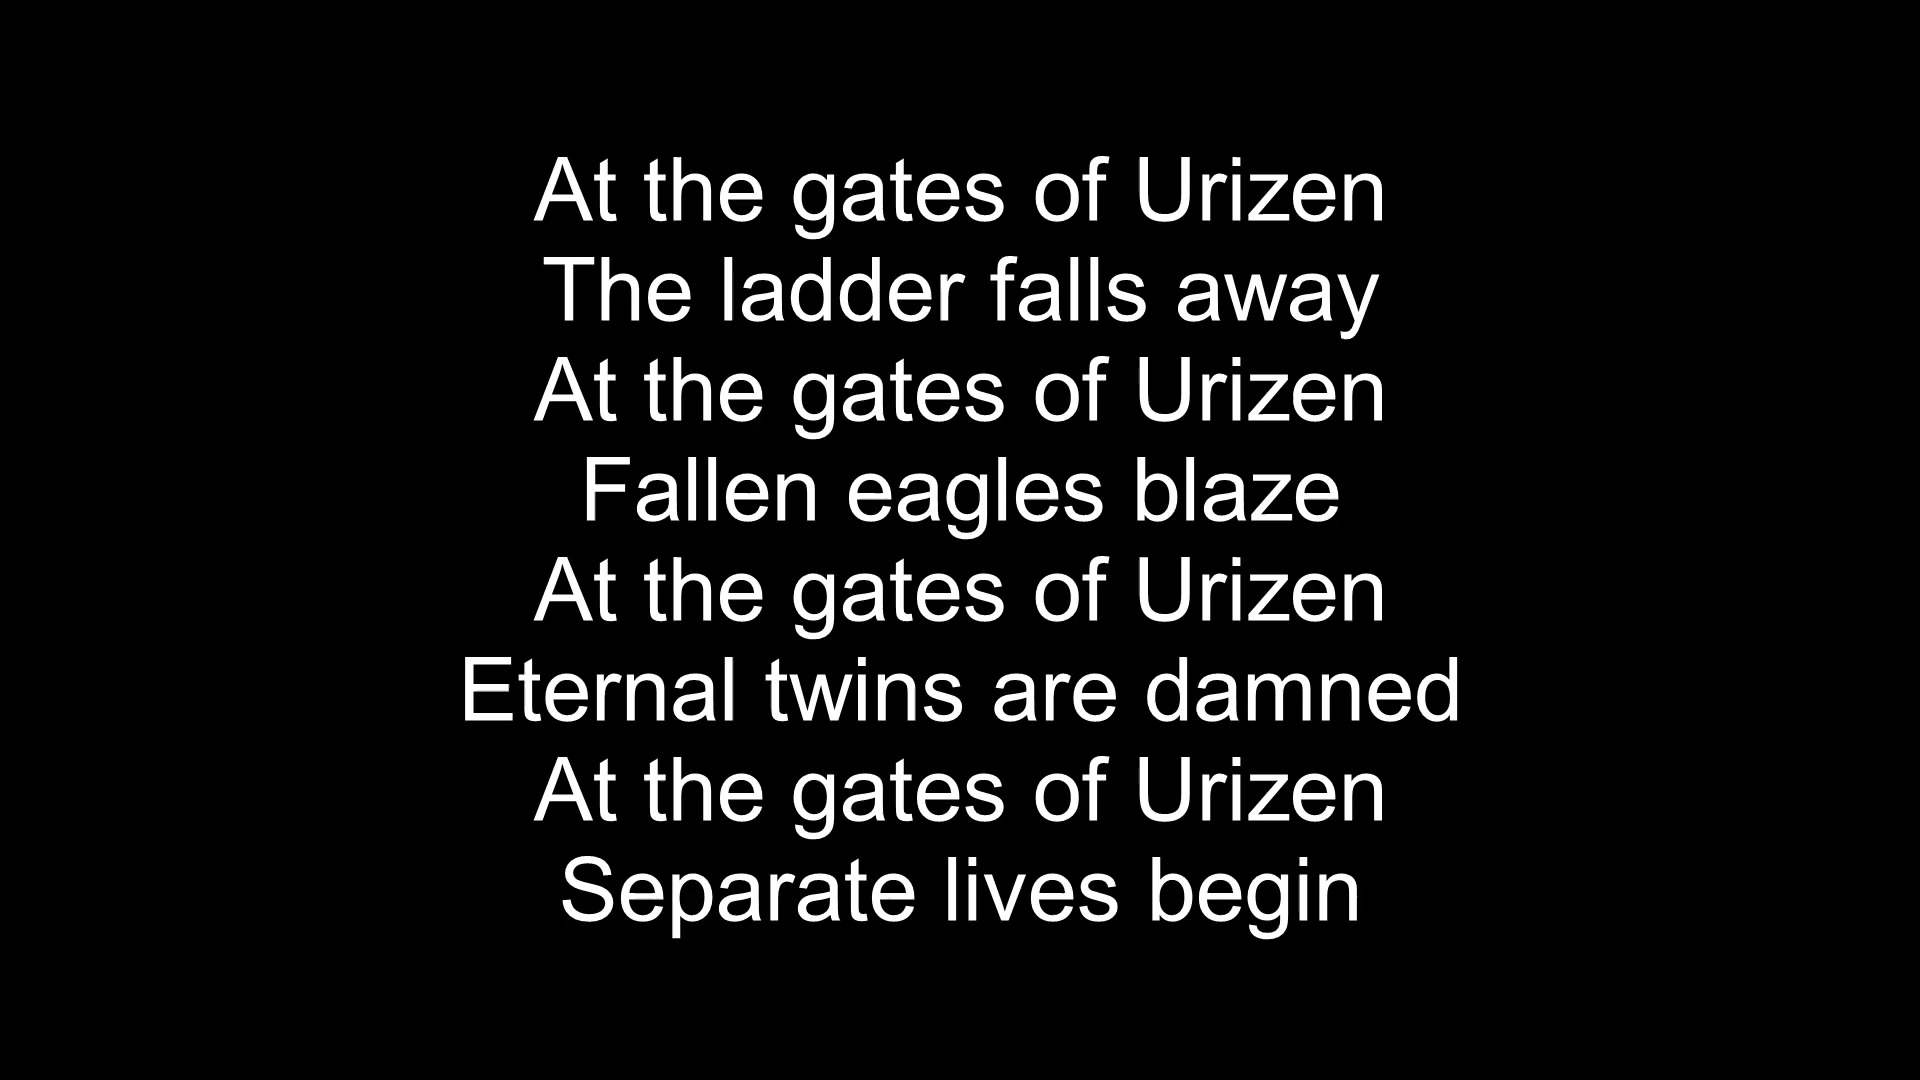 At the gates of Urizen
The ladder falls away
At the gates of Urizen
Fallen eagles blaze
At the gates of Urizen
Eternal twins are damned
At the gates of Urizen
Separate lives begin